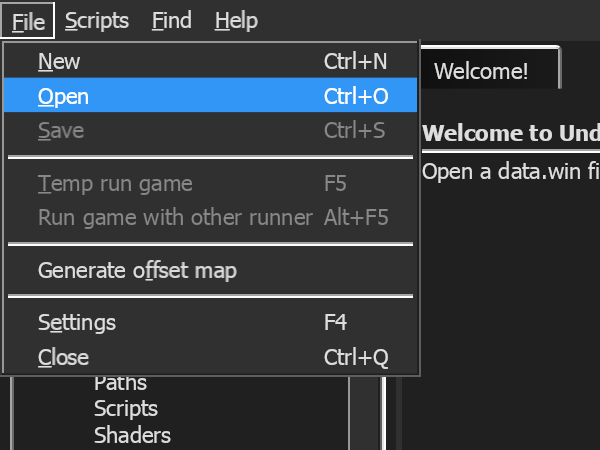 File Scripts Find Help
New Ctrl+N
Welcome!
Open Ctrl+O
Save Ctrl+S
Welcome to Und
Open a data.win fi
Temp run game F5
Run game with other runner Alt+F5
Generate offset map
Settings F4
Close Ctrl+Q
Paths
Scripts
Shaders